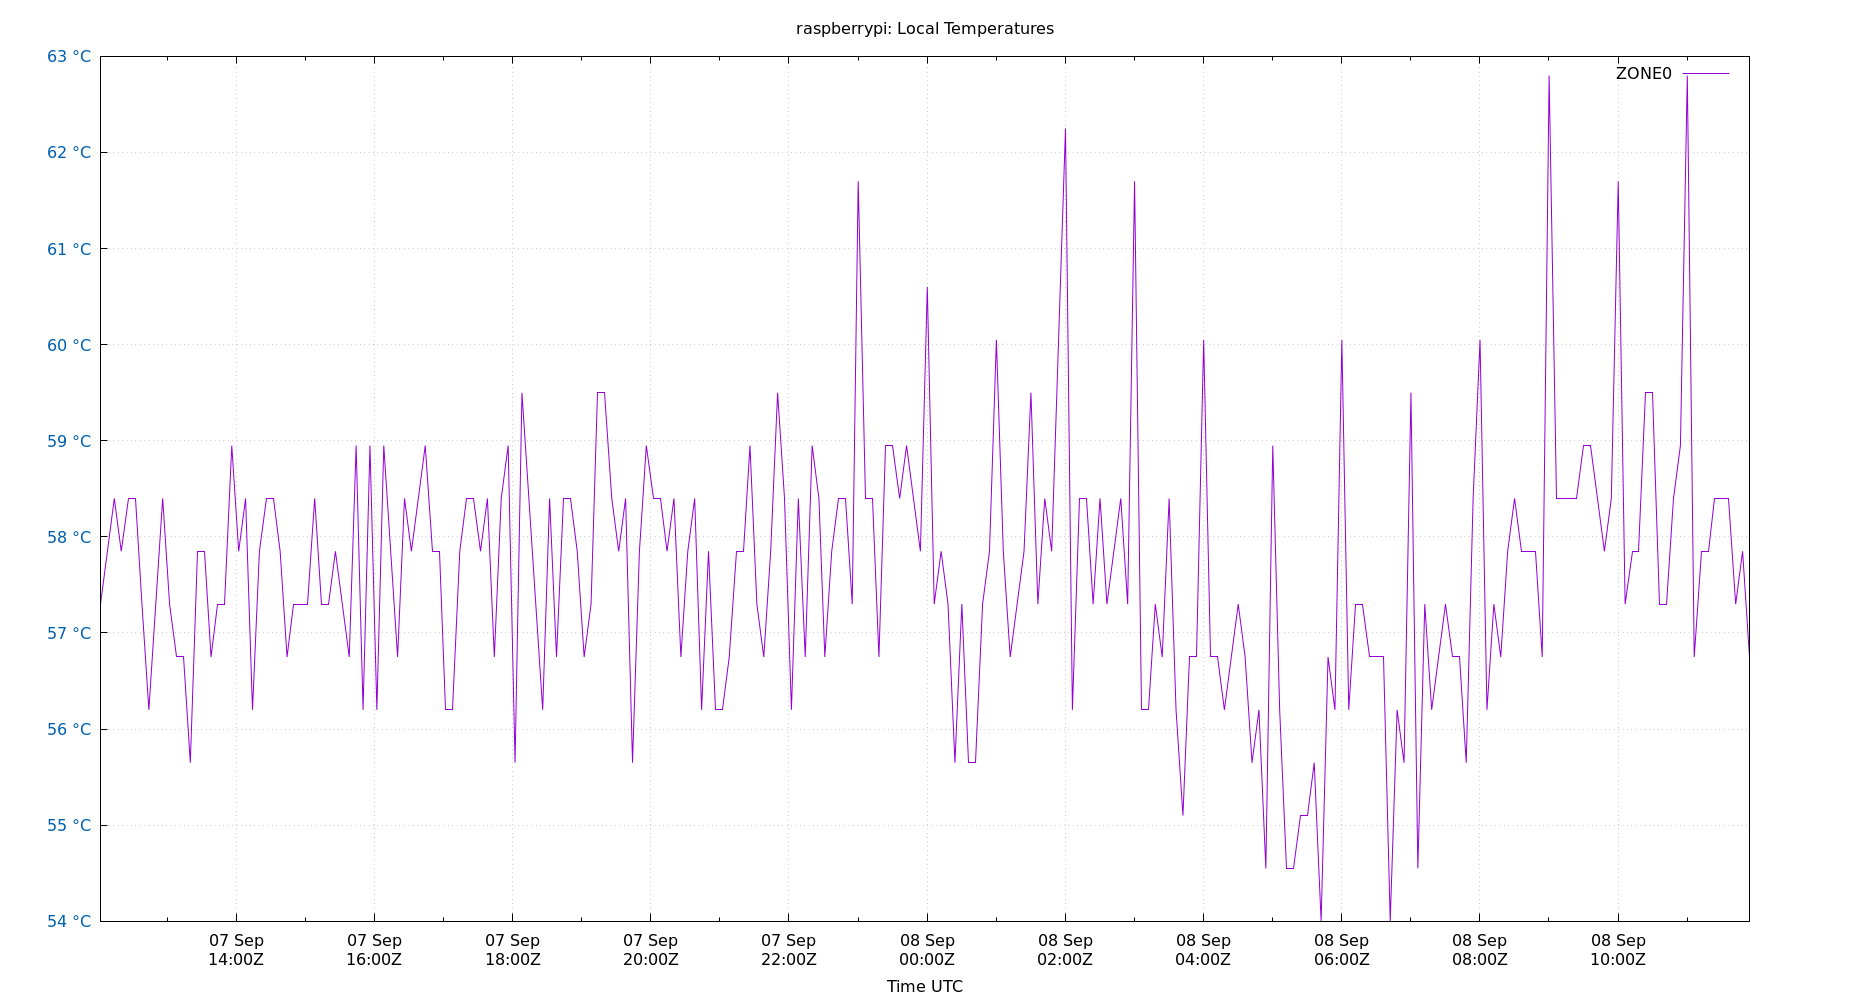 raspberrypi: Local Temperatures
63 °C
ZONE0
62 °C
61 °C
60 °C
59 °C
58 °C
57 °C
56 °C
55 °C
54 °C
07 Sep 07 Sep 07 Sep 07 Sep 07 Sep 08 Sep 08 Sep 08 Sep 08 Sep 08 Sep 08 Sep
14:00Z 16:00Z 18:00Z 20:00Z 22:00Z 00:00Z 02:00Z 04:00Z 06:00Z 08:00Z 10:00Z
Time UTC